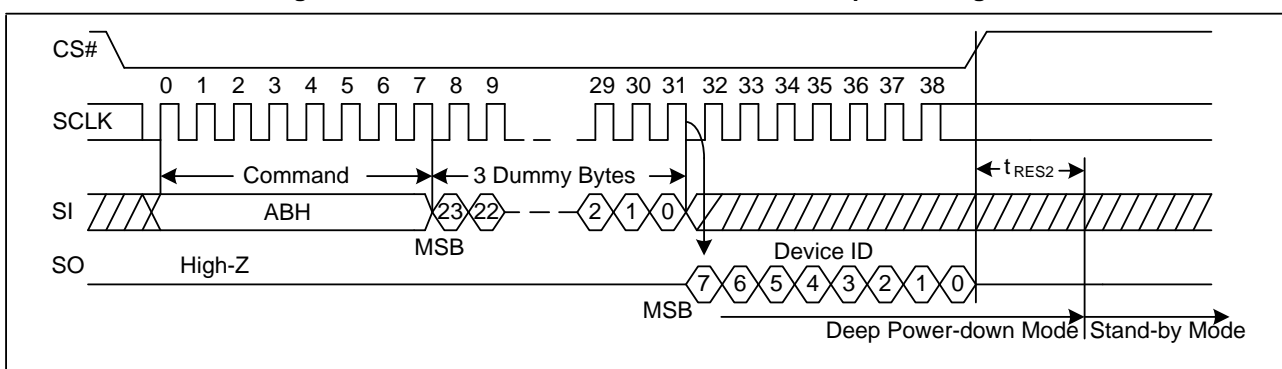 CS#
0 1 2 3 4 5 6 7 8 9 29 30 31 32 33 34 35 36 37 38
SCLK
Command 3 Dummy Bytes tRES2
SI ABH 23 22 2 1 0
MSB Device ID
SO High-Z
7 6 5 4 3 2 1 0
MSB
Deep Power-down Mode Stand-by Mode